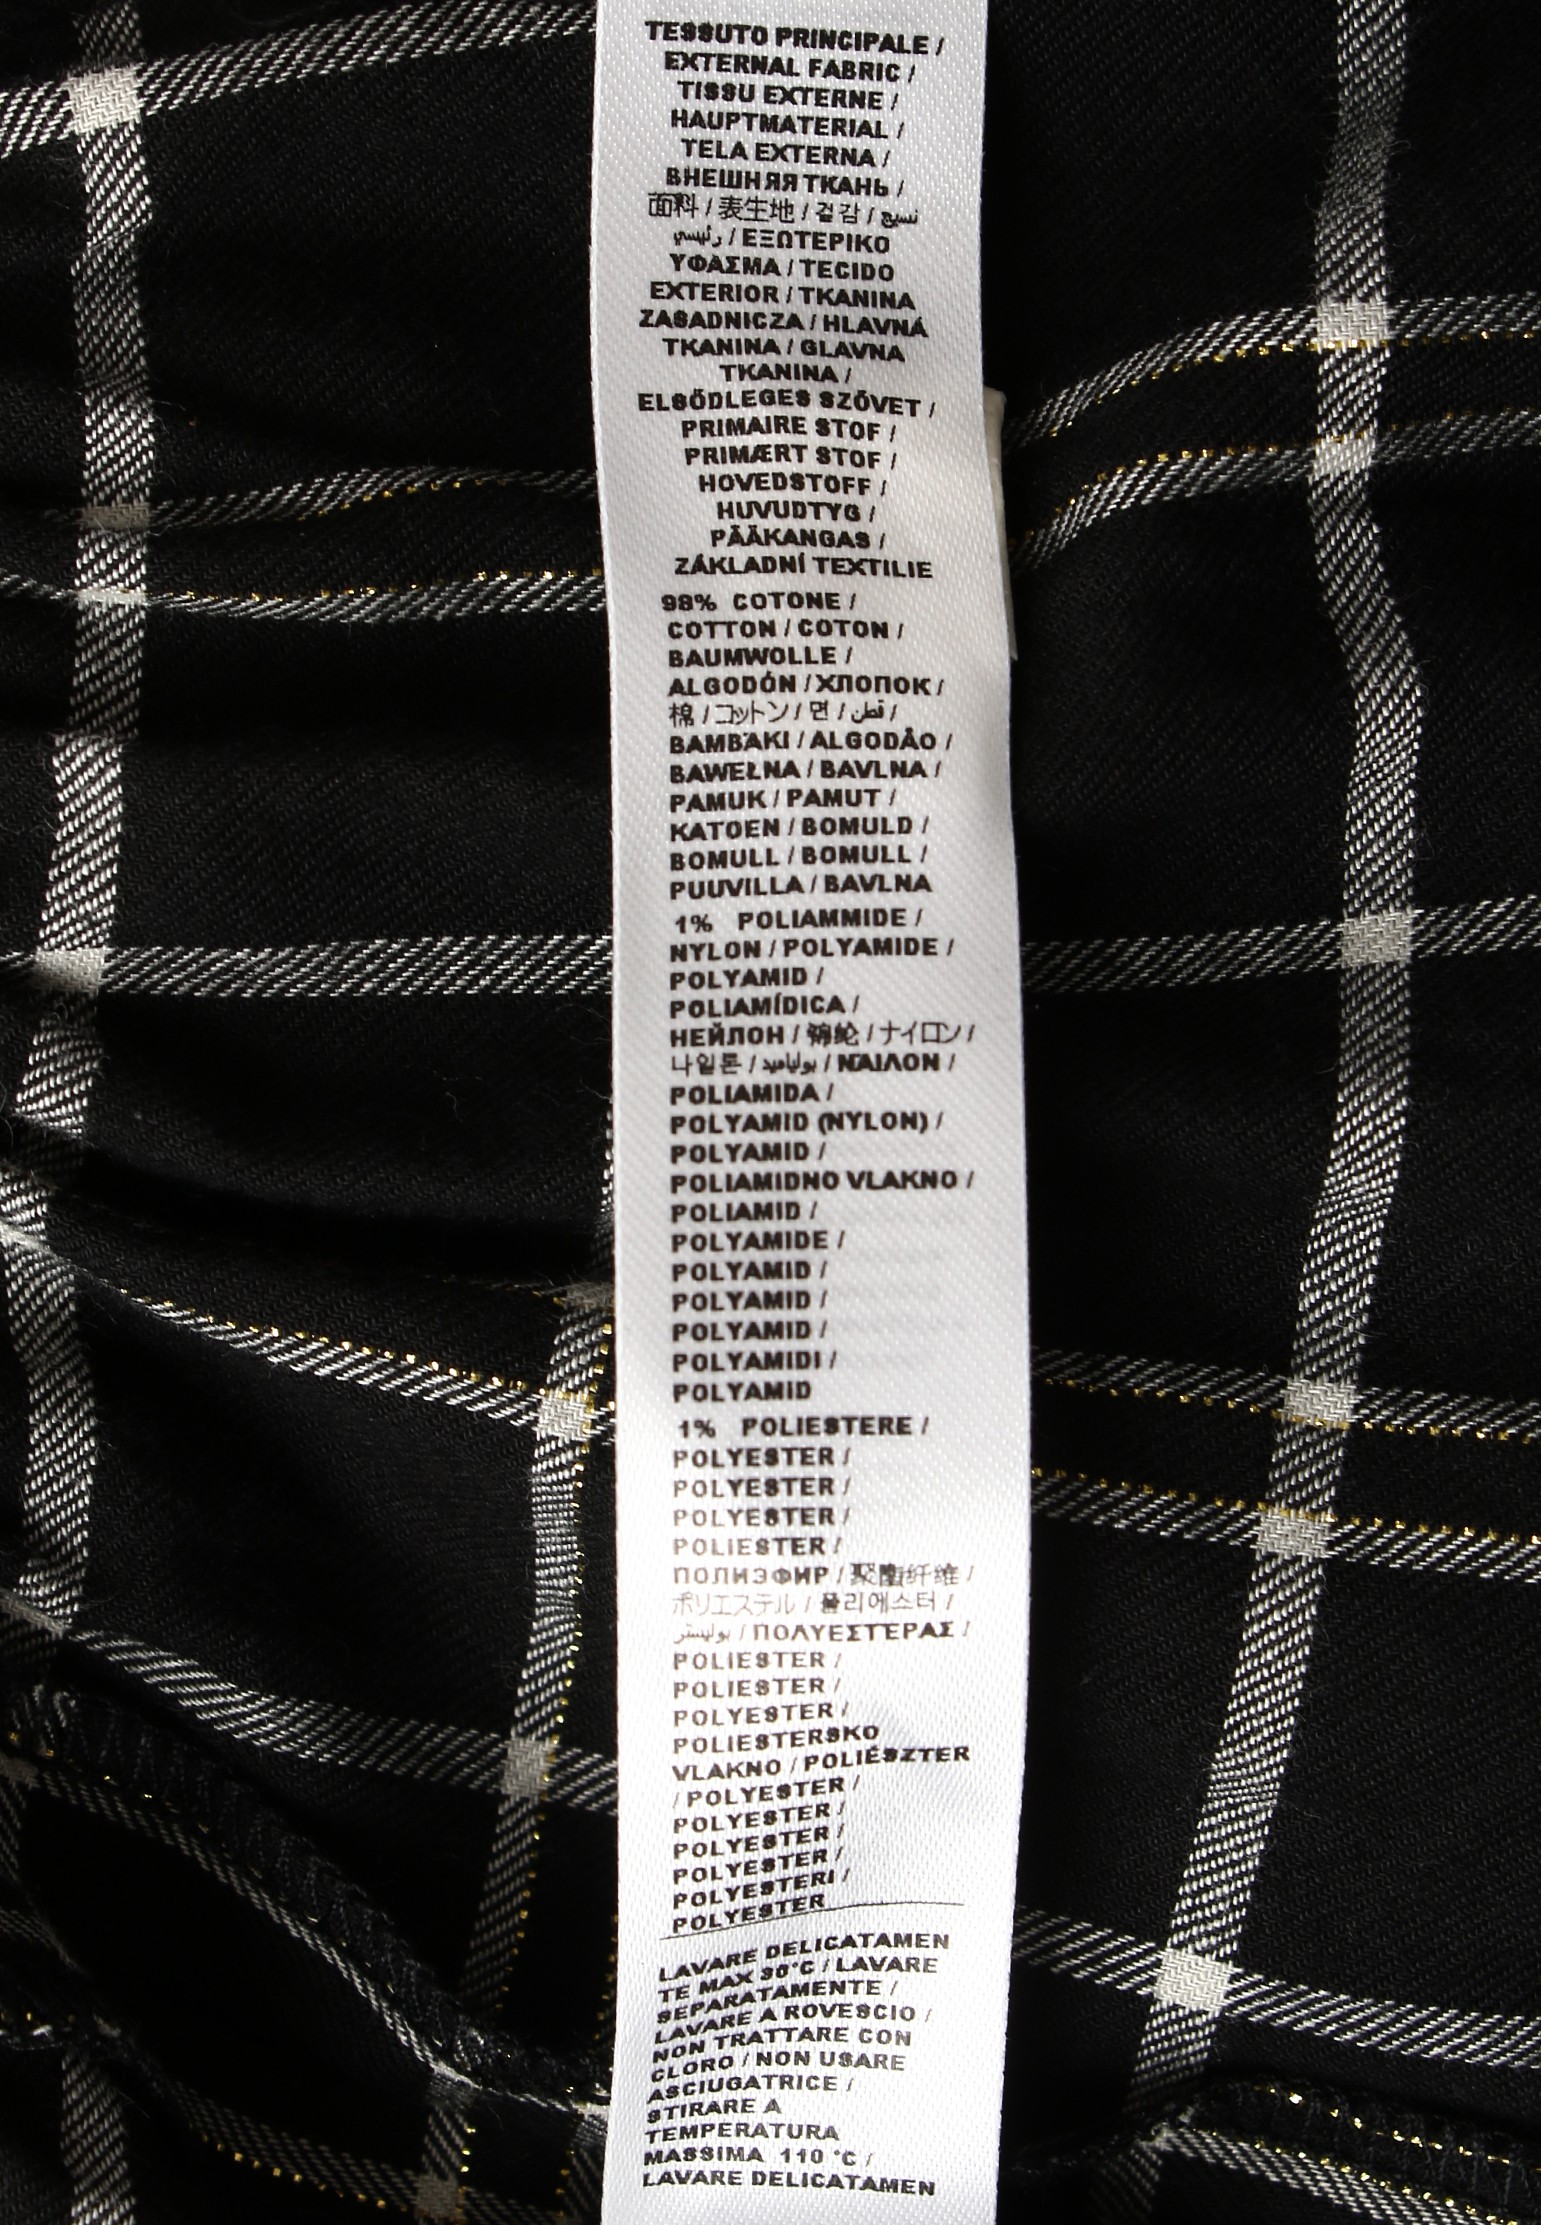 TESSUTO PRINCIPALE /
EXTERNAL FABRIC /
TISSU EXTERNE /
HAUPTMATERIAL /
TELA EXTERNA /
ВНЕШНЯЯ ТКАНЬ /
面料 / 表生地 / 겉감 / نسيج
رئيسي / ΕΞΩΤΕΡΙΚΟ
ΥΦΑΣΜΑ / TECIDO
EXTERIOR / TKANINA
ZASADNICZA / HLAVNÁ
TKANINA / GLAVNA
TKANINA /
ELSŐDLEGES SZÖVET /
PRIMAIRE STOF /
PRIMÆRT STOF /
HOVEDSTOFF /
HUVUDTYG /
PÄÄKANGAS /
ZÁKLADNÍ TEXTILIE
98% COTONE /
COTTON / COTON /
BAUMWOLLE /
ALGODÓN / ХЛОПОК /
棉 / コットン / 면 / قطن /
ΒΑΜΒΆΚΙ / ALGODÃO /
BAWEŁNA / BAVLNA /
PAMUK / PAMUT /
KATOEN / BOMULD /
BOMULL / BOMULL /
PUUVILLA / BAVLNA
1% POLIAMMIDE /
NYLON / POLYAMIDE /
POLYAMID /
POLIAMÍDICA /
НЕЙЛОН / 锦纶 / ナイロン /
나일론 / بولياميد / ΝΆΙΛΟΝ /
POLIAMIDA /
POLYAMID (NYLON) /
POLYAMID /
POLIAMIDNO VLAKNO /
POLIAMID /
POLYAMIDE /
POLYAMID /
POLYAMID /
POLYAMID /
POLYAMIDI /
POLYAMID
1% POLIESTERE /
POLYESTER /
POLYESTER /
POLYESTER /
POLIESTER /
ПОЛИЭФИР / 聚酯纤维 /
ポリエステル / 폴리에스터 /
بوليستر / ΠΟΛΥΕΣΤΈΡΑΣ /
POLIESTER /
POLIESTER /
POLYESTER /
POLIESTERSKO
VLAKNO / POLIÉSZTER
/ POLYESTER /
POLYESTER /
POLYESTER /
POLYESTER /
POLYESTERI /
POLYESTER
LAVARE DELICATAMEN
TE MAX 30°C / LAVARE
SEPARATAMENTE /
LAVARE A ROVESCIO /
NON TRATTARE CON
CLORO / NON USARE
ASCIUGATRICE /
STIRARE A
TEMPERATURA
MASSIMA 110 °C /
LAVARE DELICATAMEN